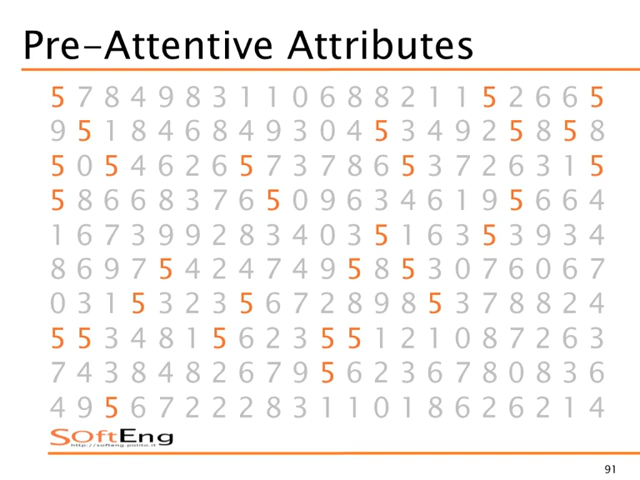 Pre-Attentive Attributes
5 7 8 4 9 8 3 1 1 0 6 8 8 2 1 1 5 2 6 6 5
9 5 1 8 4 6 8 4 9 3 0 4 5 3 4 9 2 5 8 5 8
5 0 5 4 6 2 6 5 7 3 7 8 6 5 3 7 2 6 3 1 5
5 8 6 6 8 3 7 6 5 0 9 6 3 4 6 1 9 5 6 6 4
1 6 7 3 9 9 2 8 3 4 0 3 5 1 6 3 5 3 9 3 4
8 6 9 7 5 4 2 4 7 4 9 5 8 5 3 0 7 6 0 6 7
0 3 1 5 3 2 3 5 6 7 2 8 9 8 5 3 7 8 8 2 4
5 5 3 4 8 1 5 6 2 3 5 5 1 2 1 0 8 7 2 6 3
7 4 3 8 4 8 2 6 7 9 5 6 2 3 6 7 8 0 8 3 6
4 9 5 6 7 2 2 2 8 3 1 1 0 1 8 6 2 6 2 1 4
SOftEng
http://softeng.polito.it
91